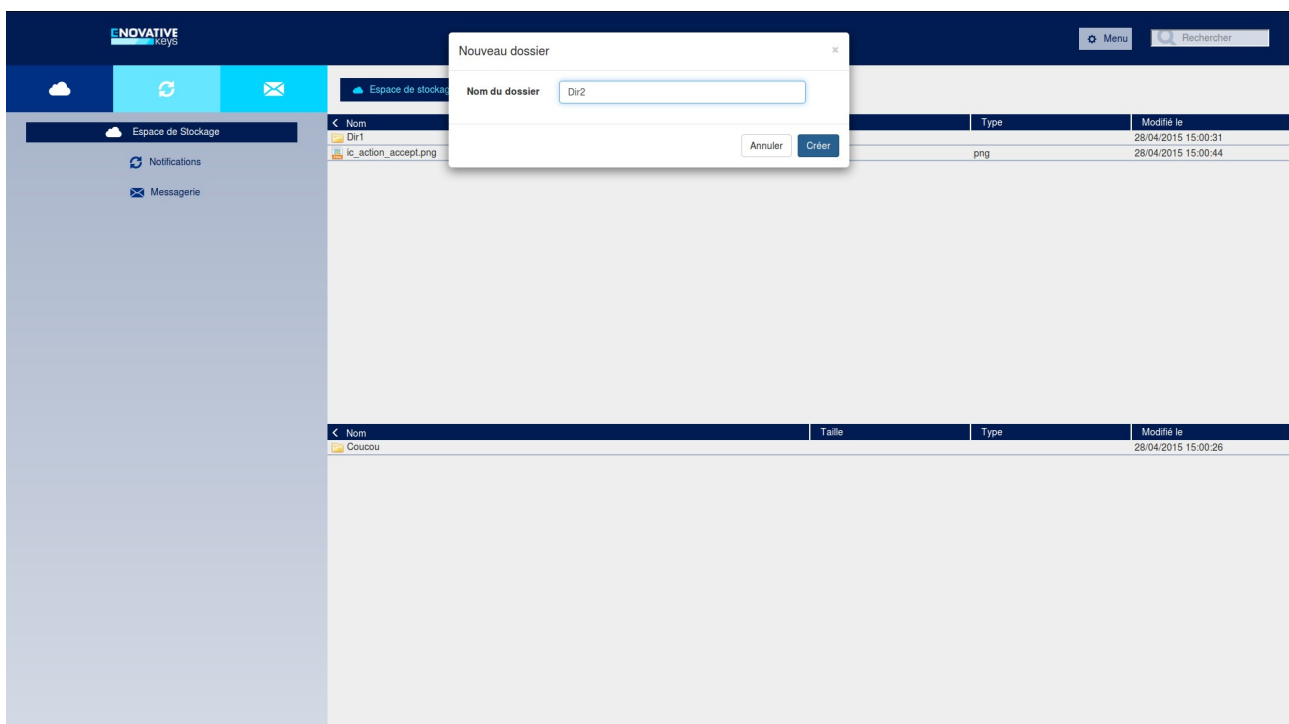 ENOVATIVE
keys
Nouveau dossier
×
Menu
Rechercher
Espace de stockag
Nom du dossier
Dir2
Annuler
Créer
Espace de Stockage
Notifications
Messagerie
Nom Type Modifié le
Dir1 28/04/2015 15:00:31
ic_action_accept.png png 28/04/2015 15:00:44
Nom Taille Type Modifié le
Coucou 28/04/2015 15:00:26